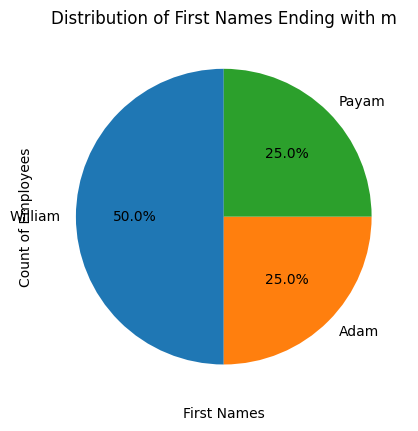 Distribution of First Names Ending with m
Payam
25.0%
Count of Employees
William
50.0%
25.0%
Adam
First Names